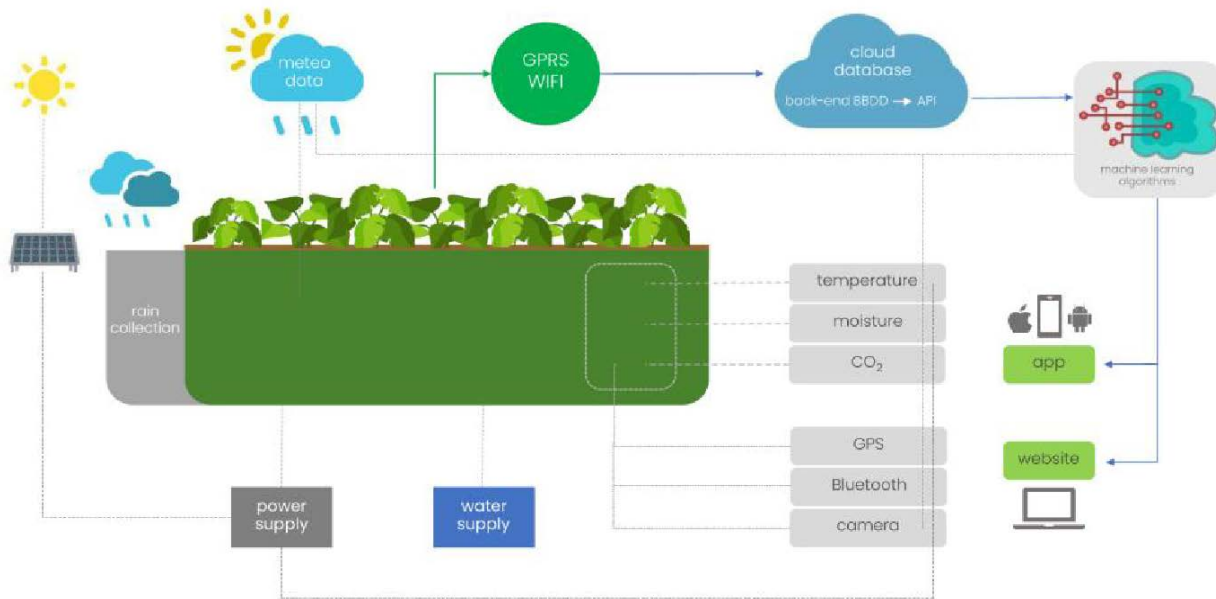 meteo
data
GPRS
WIFI
cloud
database
back-end BBDD → API
machine learning
algorithms
rain
collection
temperature
moisture
CO₂
app
GPS
Bluetooth
camera
website
power
supply
water
supply